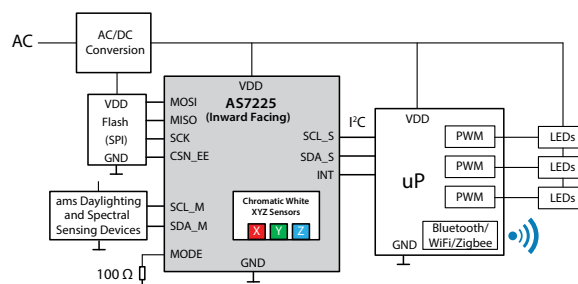 AC
AC/DC
Conversion
VDD
Flash
(SPI)
GND
MOSI
MISO
SCK
CSN_EE
VDD
AS7225
(Inward Facing)
SCL_S
SDA_S
INT
I²C
VDD
uP
PWM
PWM
PWM
LEDs
LEDs
LEDs
ams Daylighting
and Spectral
Sensing Devices
SCL_M
SDA_M
MODE
Chromatic White
XYZ Sensors
X Y Z
GND
GND
Bluetooth/
WiFi/Zigbee
100 Ω